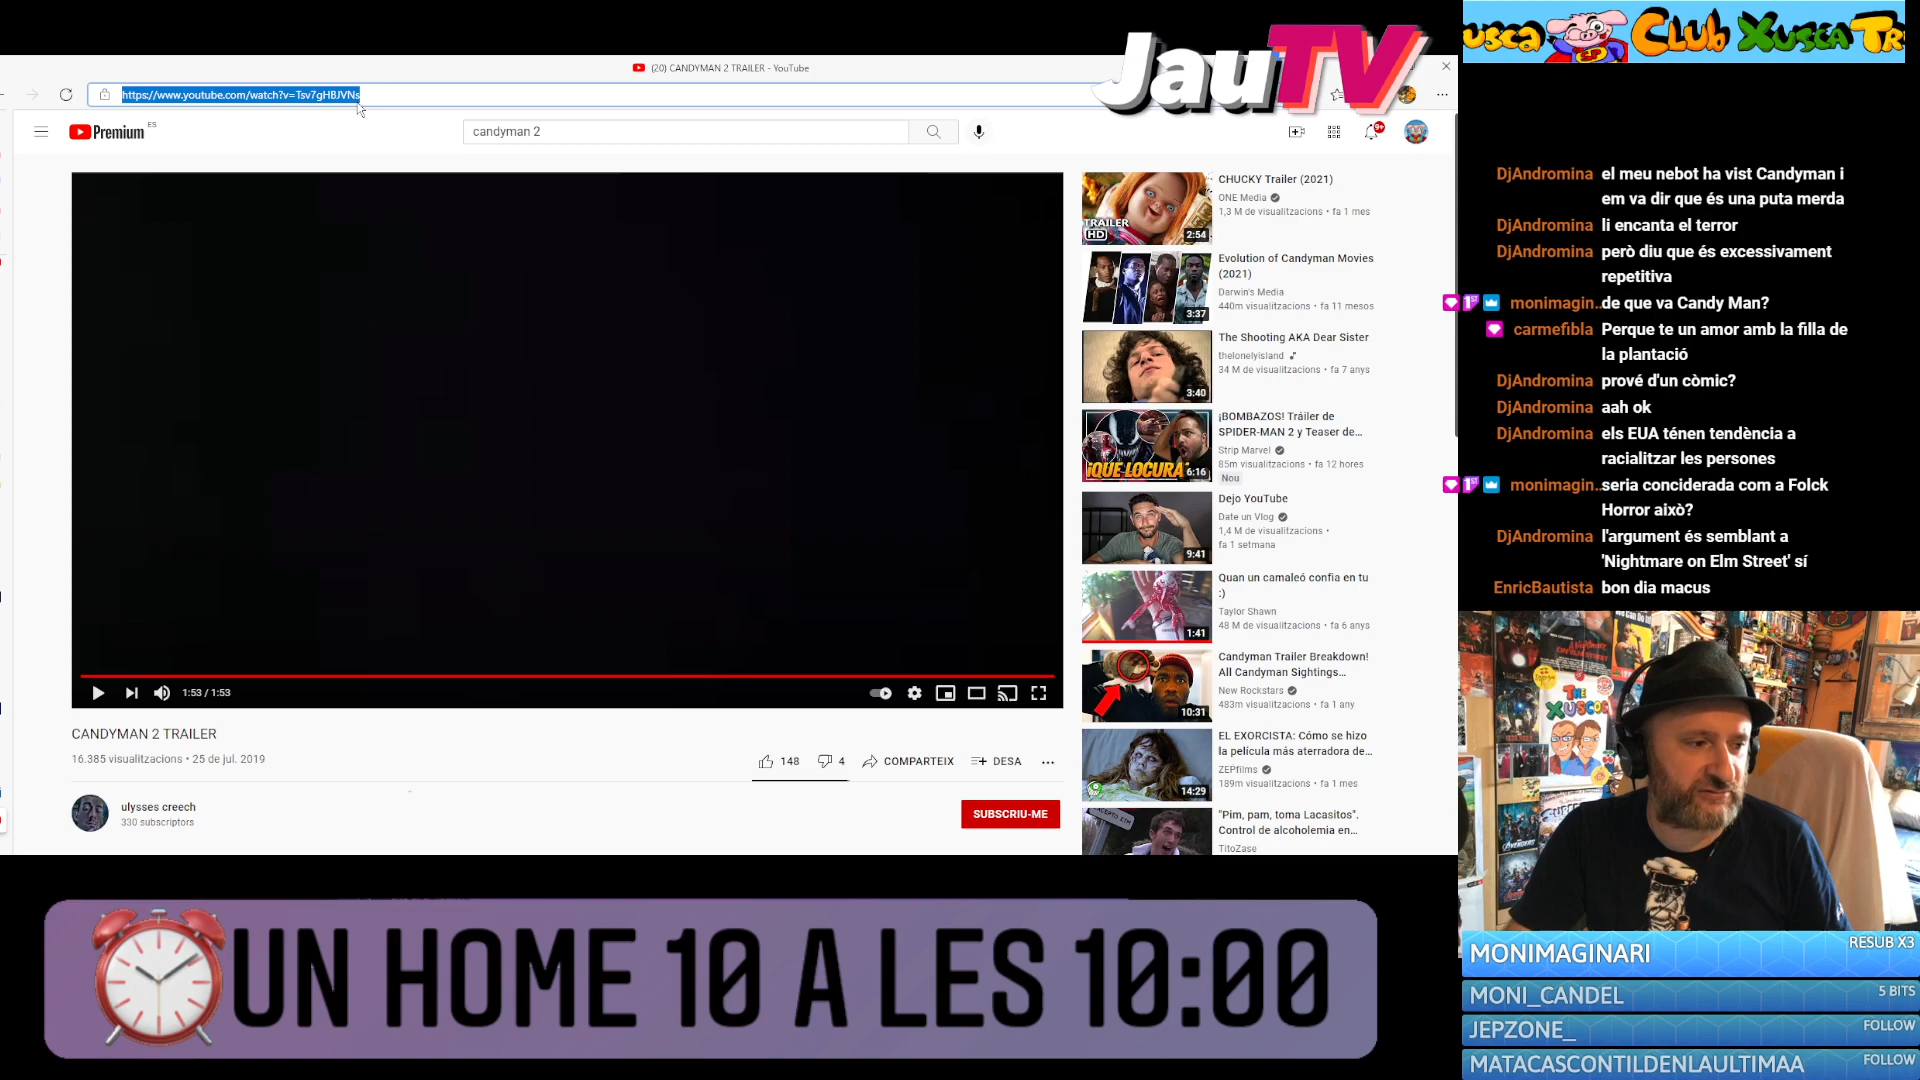 JauTV
USCA
Club Xusca Tr
(20) CANDYMAN 2 TRAILER - YouTube
https://www.youtube.com/watch?v=Tsv7gHBJVNs
Premium ES
candyman 2
9+
CHUCKY Trailer (2021)
ONE Media
1,3 M de visualitzacions • fa 1 mes
TRAILER
HD
2:54
Evolution of Candyman Movies
(2021)
Darwin's Media
440m visualitzacions • fa 11 mesos
3:37
The Shooting AKA Dear Sister
thelonelyisland
34 M de visualitzacions • fa 7 anys
3:40
¡BOMBAZOS! Tráiler de
SPIDER-MAN 2 y Teaser de...
Strip Marvel
85m visualitzacions • fa 12 hores
Nou
¡QUE LOCURA!
6:16
Dejo YouTube
Date un Vlog
1,4 M de visualitzacions •
fa 1 setmana
9:41
Quan un camaleó confia en tu
:)
Taylor Shawn
48 M de visualitzacions • fa 6 anys
1:41
Candyman Trailer Breakdown!
All Candyman Sightings...
New Rockstars
483m visualitzacions • fa 1 any
10:31
EL EXORCISTA: Cómo se hizo
la película más aterradora de...
ZEPfilms
189m visualitzacions • fa 1 mes
14:29
"Pim, pam, toma Lacasitos".
Control de alcoholemia en...
TitoZase
1:53 / 1:53
CANDYMAN 2 TRAILER
16.385 visualitzacions • 25 de jul. 2019
148
4
COMPARTEIX
DESA
ulysses creech
330 subscriptors
SUBSCRIU-ME
DjAndromina el meu nebot ha vist Candyman i
em va dir que és una puta merda
DjAndromina li encanta el terror
DjAndromina però diu que és excessivament
repetitiva
monimagin.. de que va Candy Man?
carmefibla Perque te un amor amb la filla de
la plantació
DjAndromina prové d'un còmic?
DjAndromina aah ok
DjAndromina els EUA ténen tendència a
racialitzar les persones
monimagin.. seria conciderada com a Folck
Horror això?
DjAndromina l'argument és semblant a
'Nightmare on Elm Street' sí
EnricBautista bon dia macus
THE
XUSCOS
AVENGERS
UN HOME 10 A LES 10:00
MONIMAGINARI RESUB X3
MONI_CANDEL 5 BITS
JEPZONE_ FOLLOW
MATACASCONTILDENLAULTIMAA FOLLOW